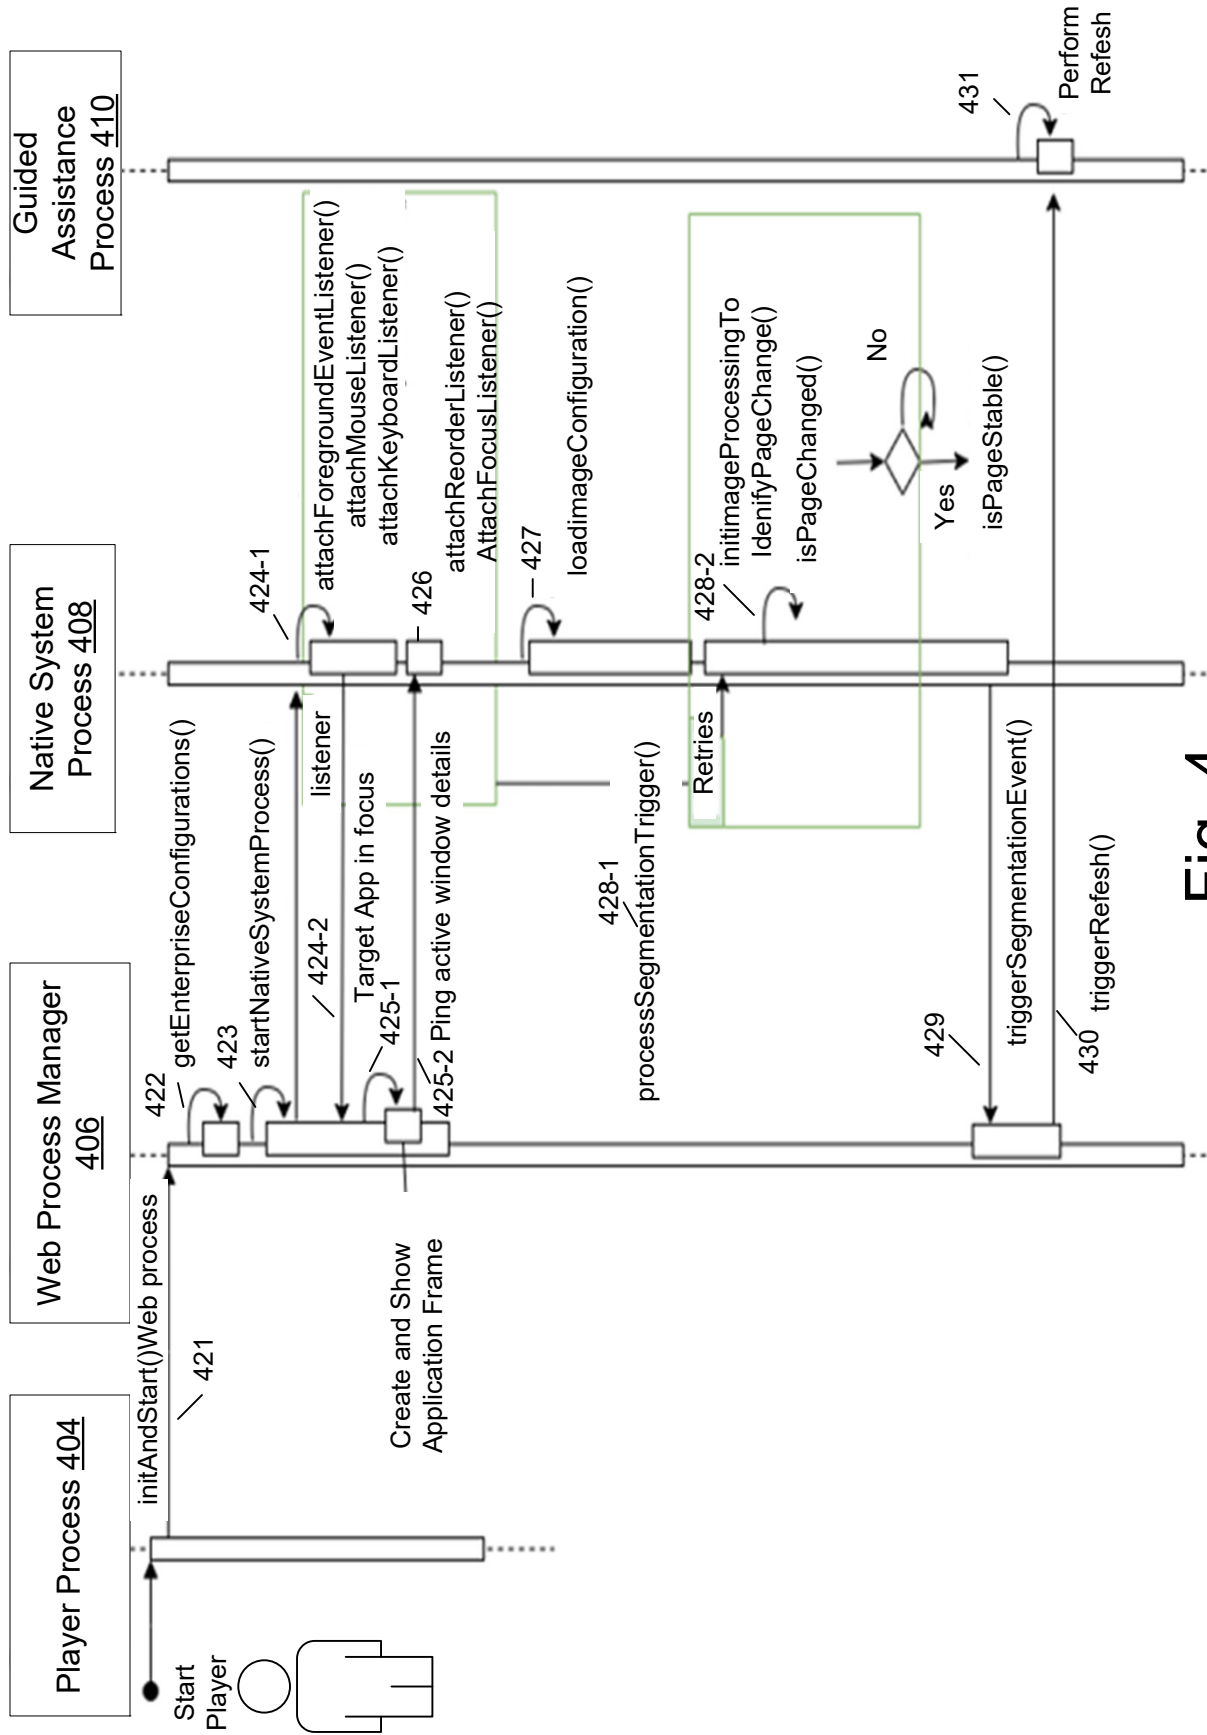 Player Process 404
Web Process Manager
406
Native System
Process 408
Guided
Assistance
Process 410
Start
Player
initAndStart()Web process
421
422
getEnterpriseConfigurations()
423
startNativeSystemProcess()
listener
424-1
attachForegroundEventListener()
attachMouseListener()
attachKeyboardListener()
424-2
Target App in focus
425-1
Create and Show
Application Frame
425-2 Ping active window details
426
attachReorderListener()
AttachFocusListener()
427
loadimageConfiguration()
428-1
processSegmentationTrigger()
Retries
428-2
initimageProcessingTo
IdenifyPageChange()
isPageChanged()
No
Yes
isPageStable()
429
triggerSegmentationEvent()
430
triggerRefresh()
431
Perform
Refesh